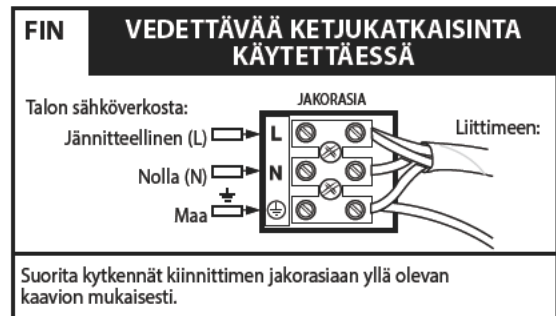 FIN
VEDETTÄVÄÄ KETJUKATKAISINTA
KÄYTETTÄESSÄ
Talon sähköverkosta:
JAKORASIA
Jännitteellinen (L)
L
Liittimeen:
Nolla (N)
N
Maa
Suorita kytkennät kiinnittimen jakorasiaan yllä olevan
kaavion mukaisesti.